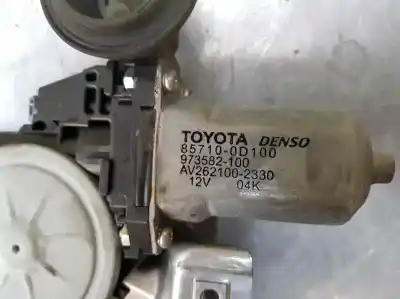 TOYOTA DENSO
85710-0D100
973582-100
AV262100-2330
12V 04K